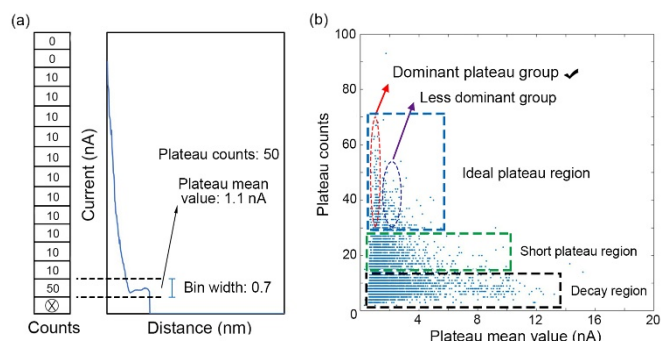 (a)
0
0
10
10
10
10
10
10
10
10
10
50
Counts
Current (nA)
Plateau counts: 50
Plateau mean
value: 1.1 nA
Bin width: 0.7
Distance (nm)
(b)
100
80
60
40
20
0
Plateau counts
Dominant plateau group
Less dominant group
Ideal plateau region
Short plateau region
Decay region
0 4 8 12 16 20
Plateau mean value (nA)